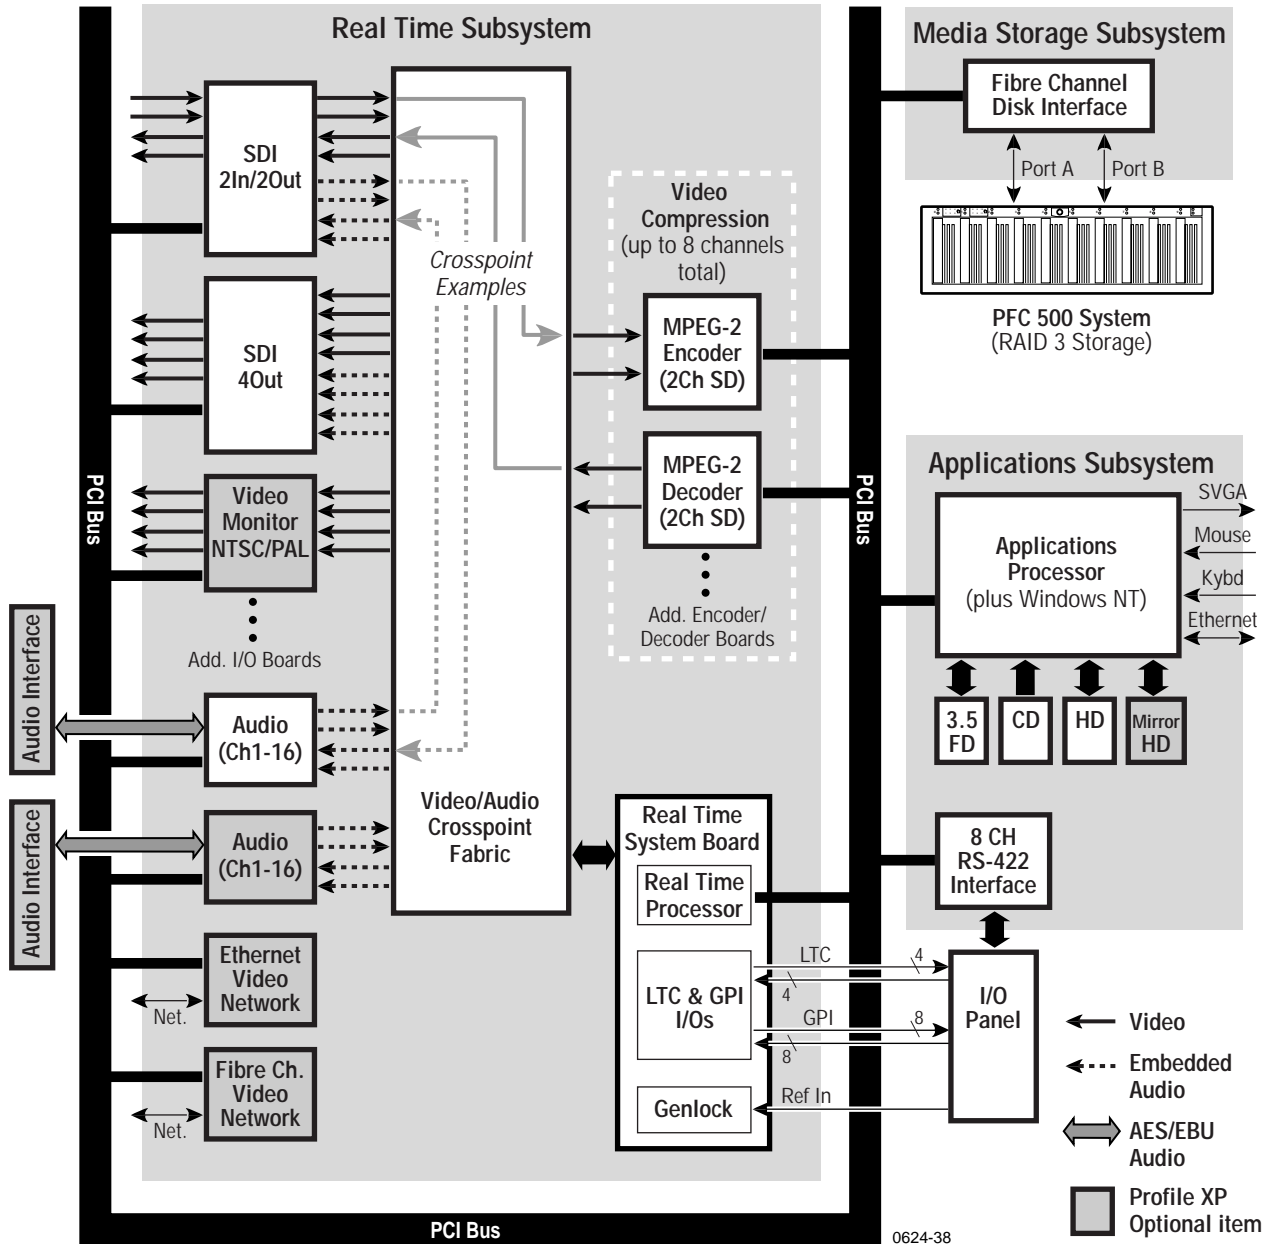 Real Time Subsystem
SDI
2In/2Out
SDI
4Out
Video
Monitor
NTSC/PAL
Add. I/O Boards
Audio
(Ch1-16)
Audio
(Ch1-16)
Ethernet
Video
Network
Net.
Fibre Ch.
Video
Network
Net.
Audio Interface
Audio Interface
PCI Bus
Crosspoint
Examples
Video/Audio
Crosspoint
Fabric
Video
Compression
(up to 8 channels
total)
MPEG-2
Encoder
(2Ch SD)
MPEG-2
Decoder
(2Ch SD)
Add. Encoder/
Decoder Boards
Real Time
System Board
Real Time
Processor
LTC & GPI
I/Os
Genlock
LTC
4
4
GPI
8
8
Ref In
PCI Bus
PCI Bus
Media Storage Subsystem
Fibre Channel
Disk Interface
Port A
Port B
PFC 500 System
(RAID 3 Storage)
Applications Subsystem
Applications
Processor
(plus Windows NT)
SVGA
Mouse
Kybd
Ethernet
3.5
FD
CD
HD
Mirror
HD
8 CH
RS-422
Interface
I/O
Panel
Video
Embedded
Audio
AES/EBU
Audio
Profile XP
Optional item
0624-38